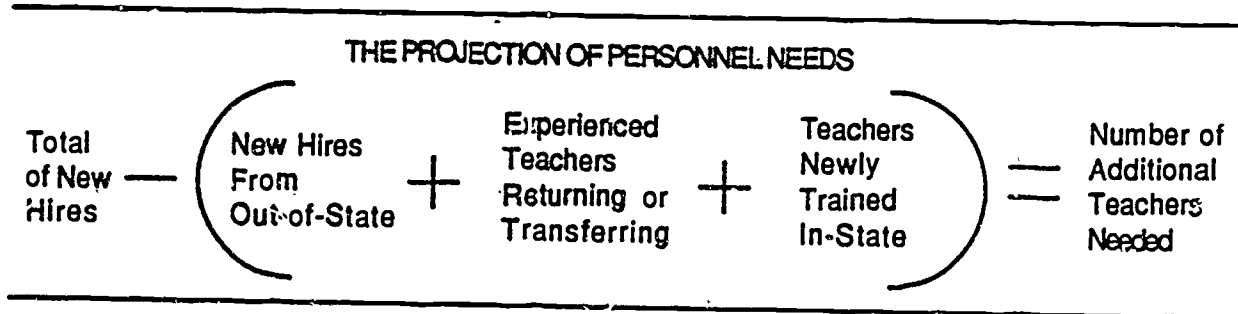 THE PROJECTION OF PERSONNEL NEEDS
Total
of New
Hires
—
(
New Hires
From
Out-of-State
+
Experienced
Teachers
Returning or
Transferring
+
Teachers
Newly
Trained
In-State
)
=
Number of
Additional
Teachers
Needed